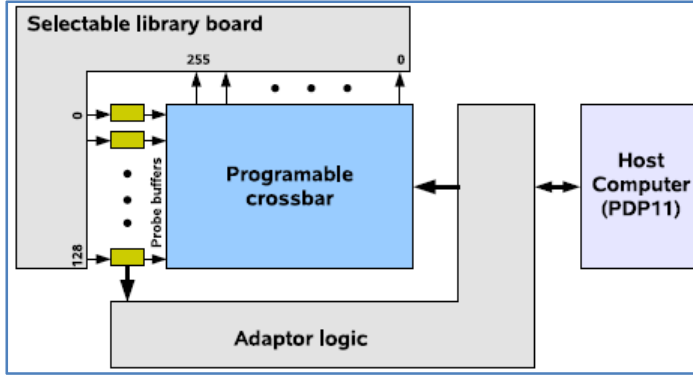 Selectable library board
255
0
0
Probe buffers
128
Programable
crossbar
Host
Computer
(PDP11)
Adaptor logic